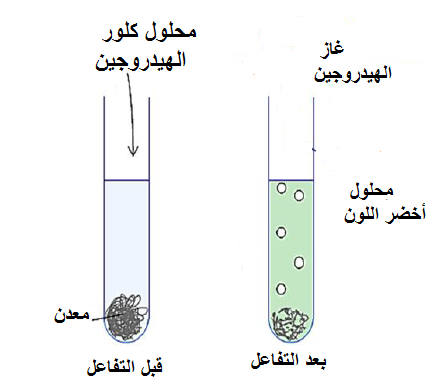 محلول كلور
الهيدروجين
غاز
الهيدروجين
محلول
أخضر اللون
معدن
قبل التفاعل
بعد التفاعل